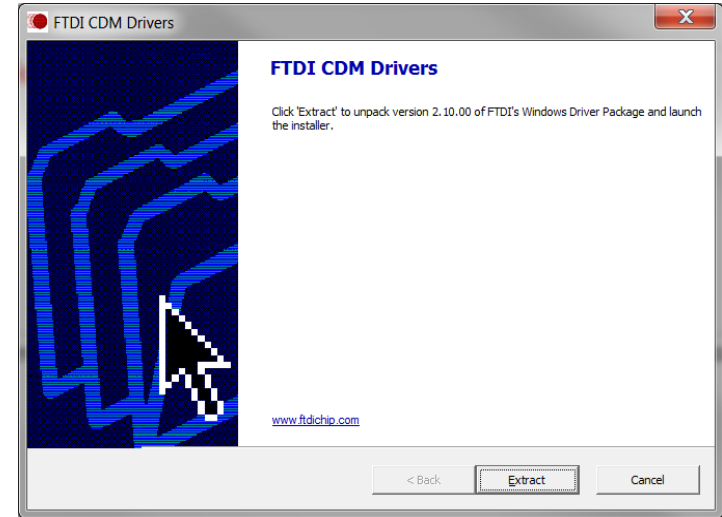 FTDI CDM Drivers
X
FTDI CDM Drivers
Click 'Extract' to unpack version 2.10.00 of FTDI's Windows Driver Package and launch
the installer.
www.ftdichip.com
< Back
Extract
Cancel